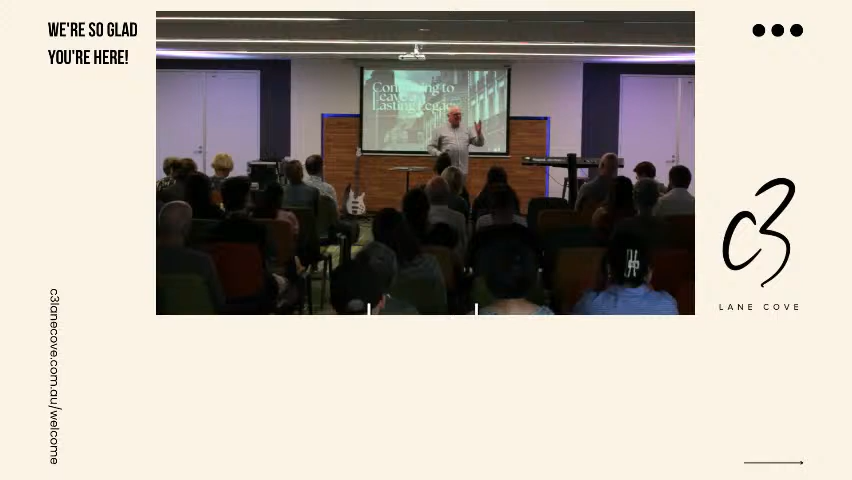 WE'RE SO GLAD
YOU'RE HERE!
Continuing to
Leave a
Lasting Legacy
c3
LANE COVE
c3lanecove.com.au/welcome